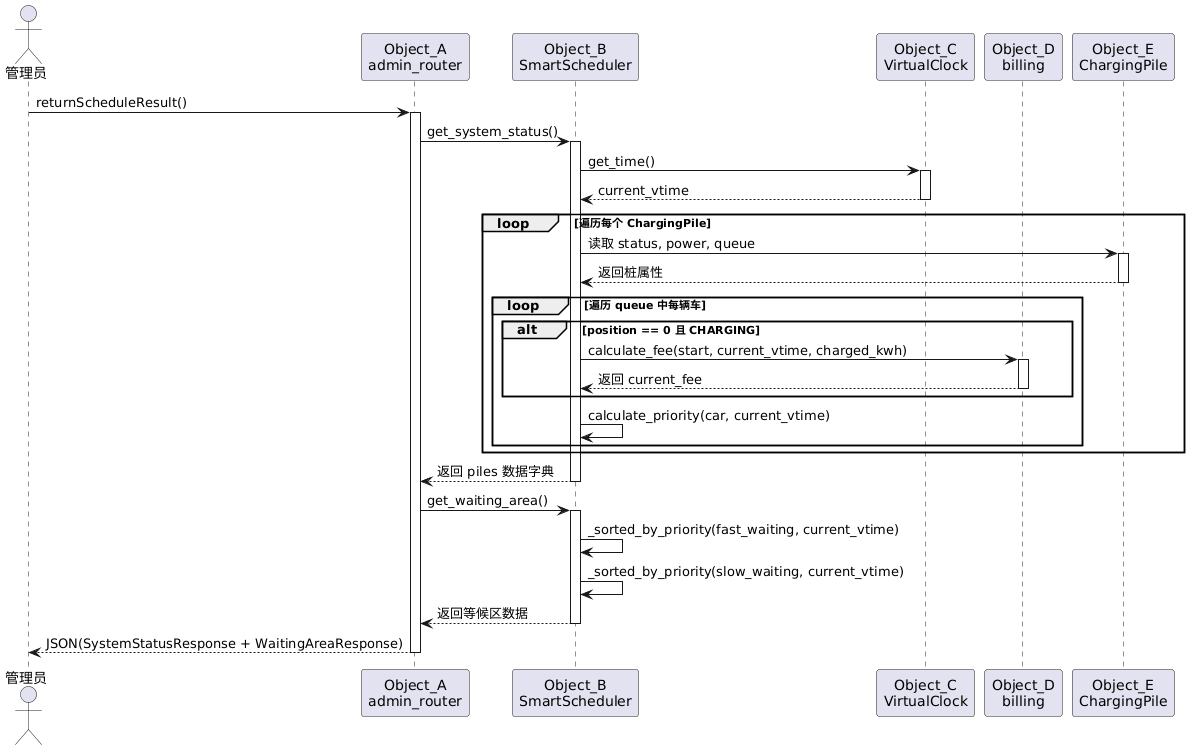 管理员
Object_A
admin_router
Object_B
SmartScheduler
Object_C
VirtualClock
Object_D
billing
Object_E
ChargingPile
returnScheduleResult()
get_system_status()
get_time()
current_vtime
loop [遍历每个 ChargingPile]
读取 status, power, queue
返回桩属性
loop [遍历 queue 中每辆车]
alt [position == 0 且 CHARGING]
calculate_fee(start, current_vtime, charged_kwh)
返回 current_fee
calculate_priority(car, current_vtime)
返回 piles 数据字典
get_waiting_area()
_sorted_by_priority(fast_waiting, current_vtime)
_sorted_by_priority(slow_waiting, current_vtime)
返回等候区数据
JSON(SystemStatusResponse + WaitingAreaResponse)
管理员
Object_A
admin_router
Object_B
SmartScheduler
Object_C
VirtualClock
Object_D
billing
Object_E
ChargingPile